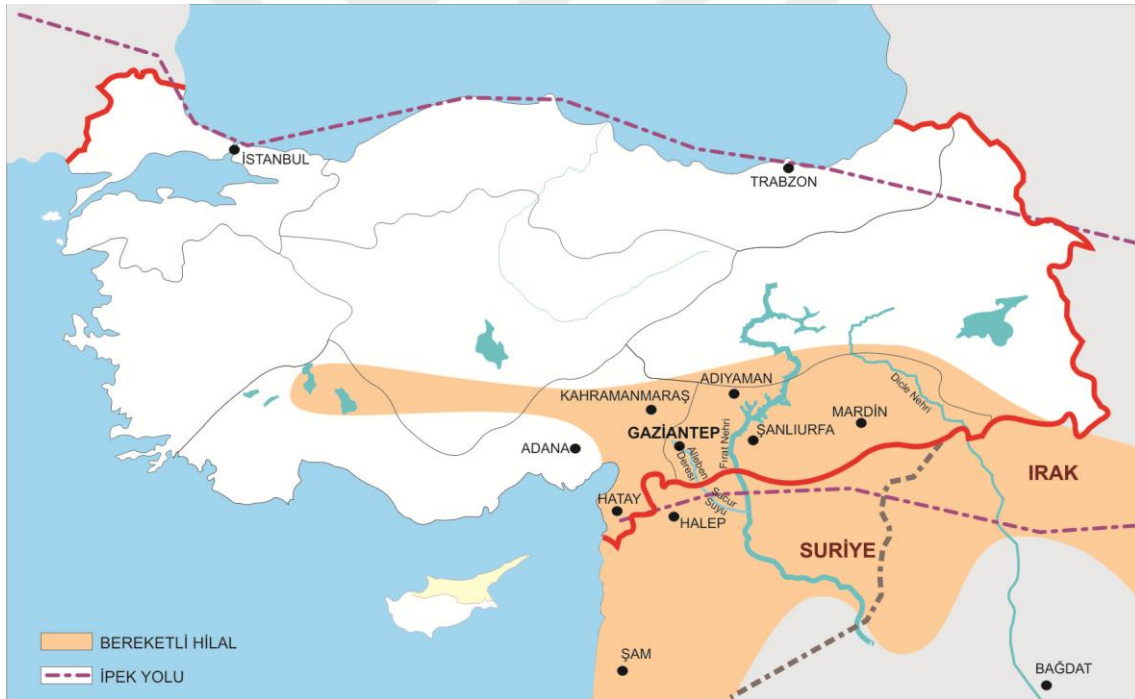 İSTANBUL
TRABZON
ADIYAMAN
KAHRAMANMARAŞ
Dicle Nehri
MARDİN
GAZİANTEP
ŞANLIURFA
ADANA
Fırat Nehri
Alleben
Deresi
IRAK
HATAY
Sacur
Suyu
HALEP
SURİYE
BEREKETLİ HİLAL
İPEK YOLU
ŞAM
BAĞDAT